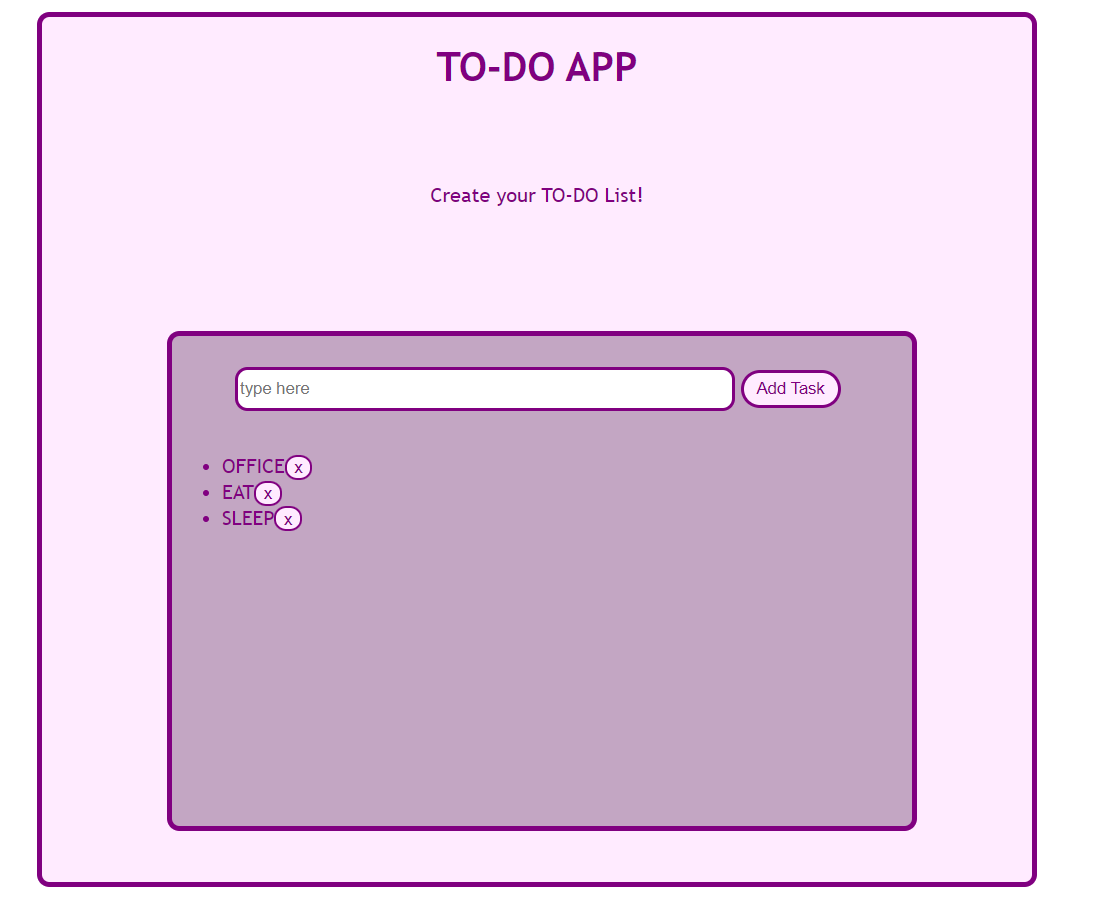 TO-DO APP
Create your TO-DO List!
type here Add Task
OFFICE x
EAT x
SLEEP x